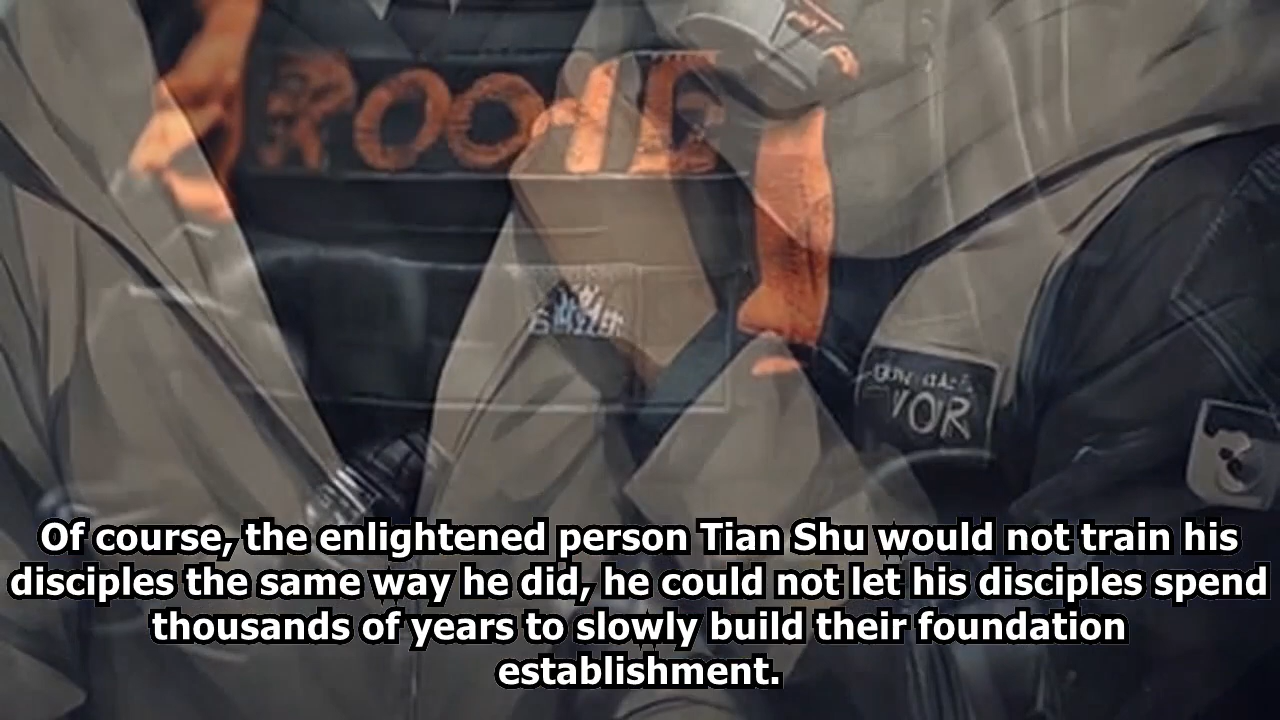 VOR
Of course, the enlightened person Tian Shu would not train his
disciples the same way he did, he could not let his disciples spend
thousands of years to slowly build their foundation
establishment.